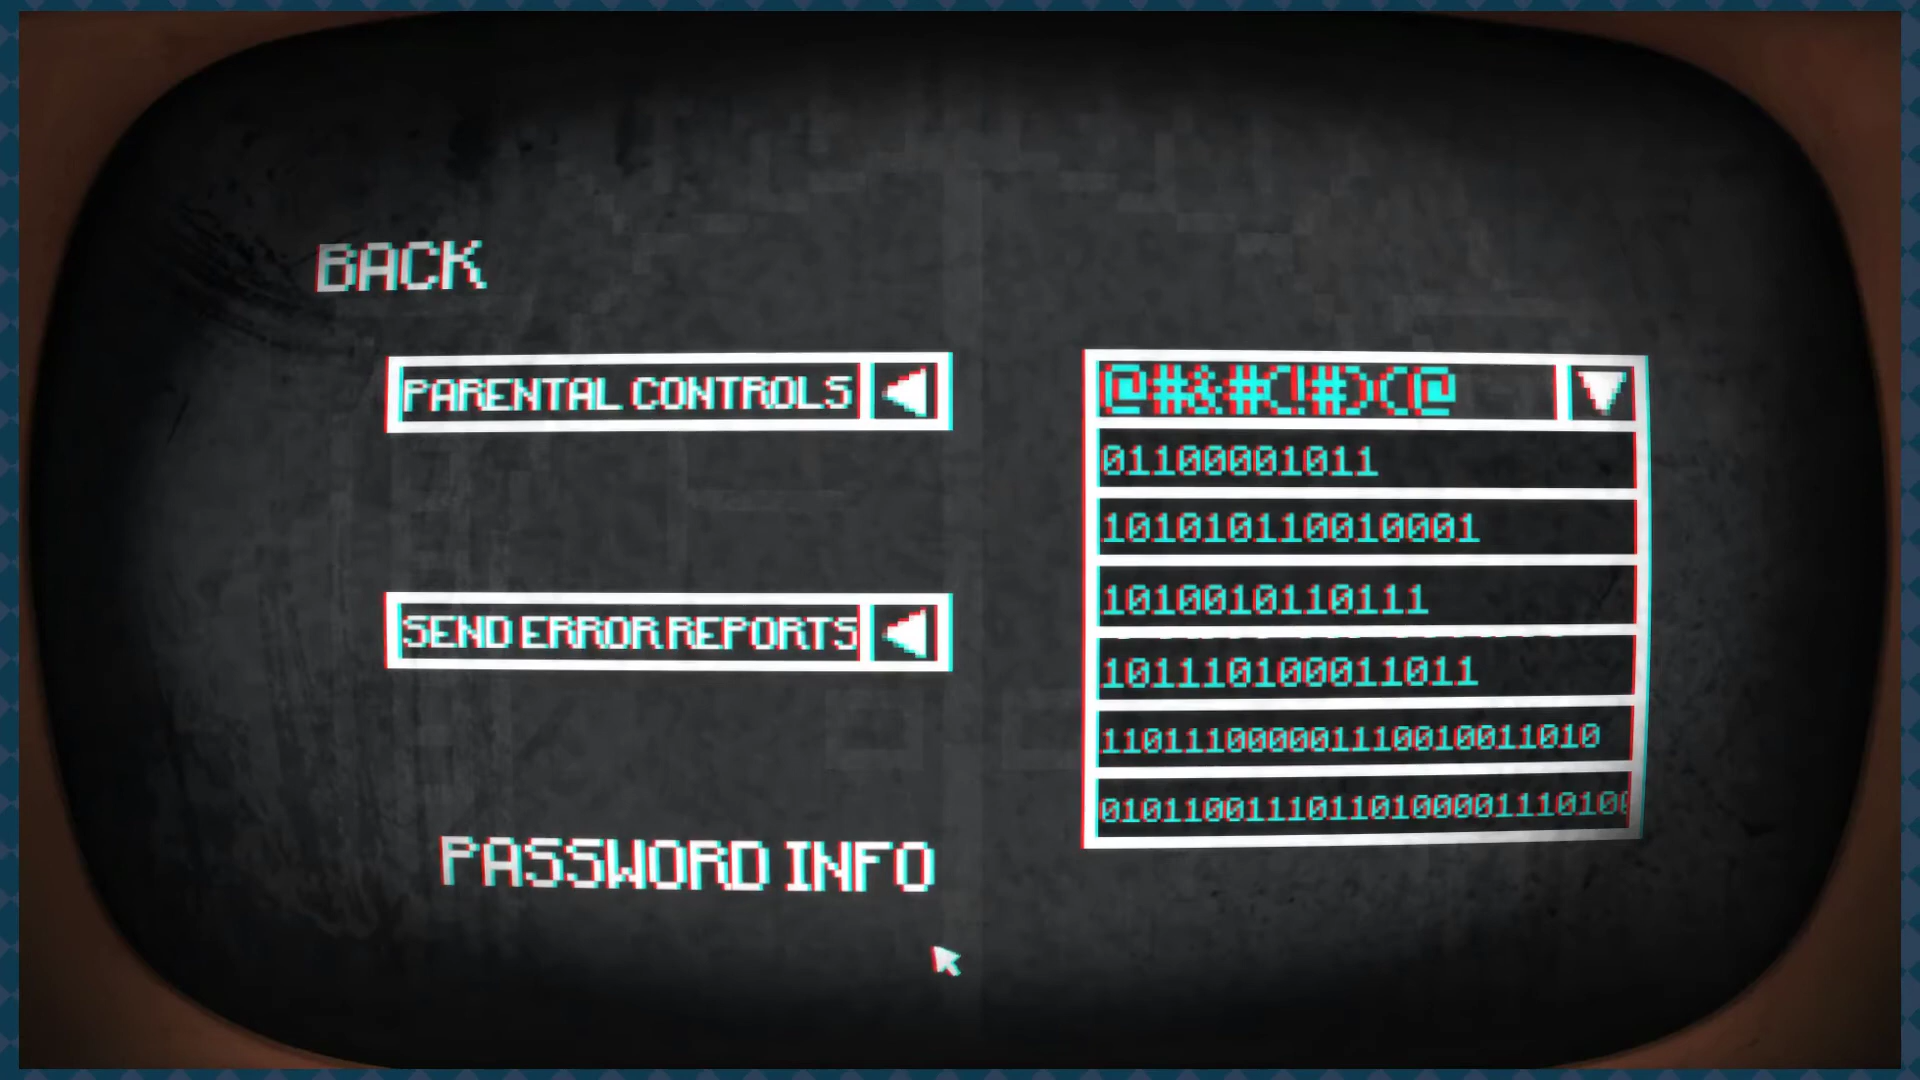 BACK
PARENTAL CONTROLS
SEND ERROR REPORTS
PASSWORD INFO
@#&#(!#)(@
01100001011
101010110010001
1010010110111
101110100011011
1101110000011100100110​10